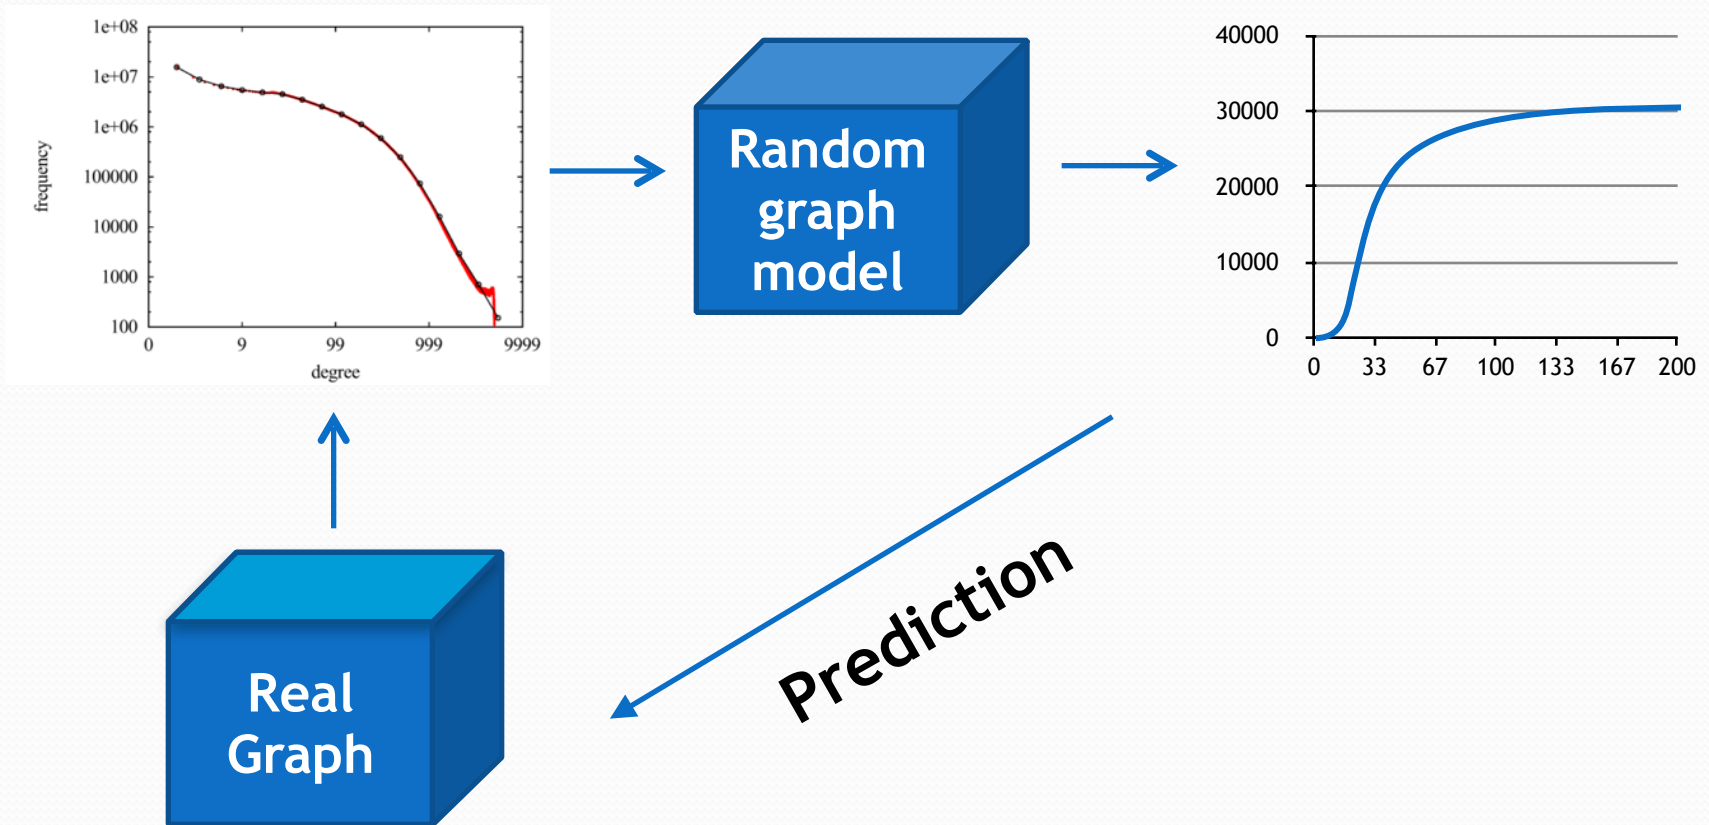 1e+08
1e+07
1e+06
100000
10000
1000
100
frequency
0 9 99 999 9999
degree
Random
graph
model
40000
30000
20000
10000
0
0 33 67 100 133 167 200
Prediction
Real
Graph